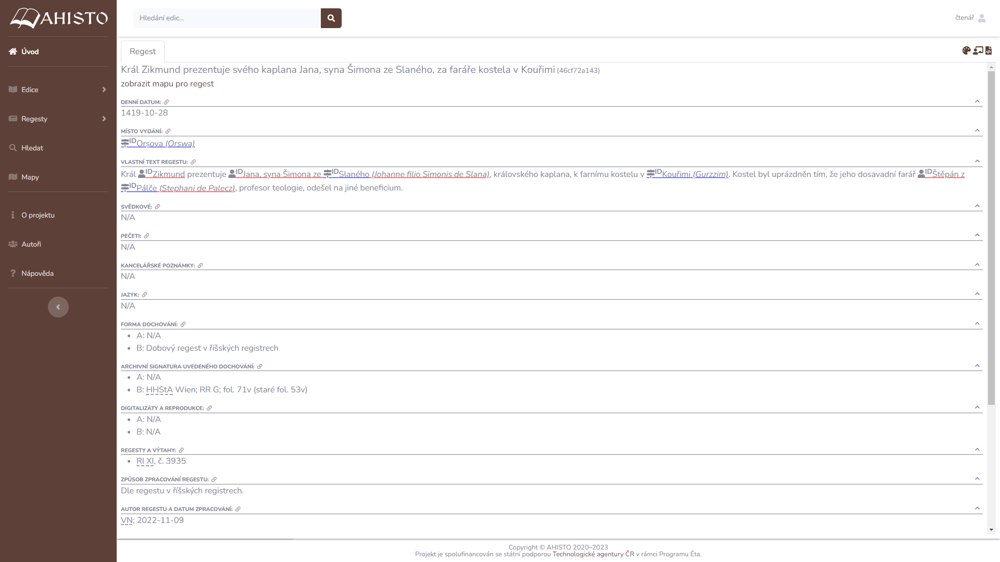 AHISTO
Hledání edic...
čtenář
Úvod
Edice
Regesty
Hledat
Mapy
O projektu
Autoři
Nápověda
Regest
Král Zikmund prezentuje svého kaplana Jana, syna Šimona ze Slaného, za faráře kostela v Kouřimi (46cf72a143)
zobrazit mapu pro regest
DENNÍ DATUM:
1419-10-28
MÍSTO VYDÁNÍ:
IDOrșova (Orswa)
VLASTNÍ TEXT REGESTU:
Král IDZikmund prezentuje IDJana, syna Šimona ze IDSlaného (Johanne filio Simonis de Slana), královského kaplana, k farnímu kostelu v IDKouřimi (Gurzzim). Kostel byl uprázdněn tím, že jeho dosavadní farář IDŠtěpán z
IDPálče (Stephani de Palecz), profesor teologie, odešel na jiné beneficium.
SVĚDKOVÉ:
N/A
PEČETI:
N/A
KANCELÁŘSKÉ POZNÁMKY:
N/A
JAZYK:
N/A
FORMA DOCHOVÁNÍ:
A: N/A
B: Dobový regest v říšských registrech
ARCHIVNÍ SIGNATURA UVEDENÉHO DOCHOVÁNÍ:
A: N/A
B: HHStA Wien; RR G; fol. 71v (staré fol. 53v)
DIGITALIZÁTY A REPRODUKCE:
A: N/A
B: N/A
REGESTY A VÝTAHY:
RI XI, č. 3935
ZPŮSOB ZPRACOVÁNÍ REGESTU:
Dle regestu v říšských registrech.
AUTOR REGESTU A DATUM ZPRACOVÁNÍ:
VN; 2022-11-09
Copyright © AHISTO 2020–2023
Projekt je spolufinancován se státní podporou Technologické agentury ČR v rámci Programu Éta.